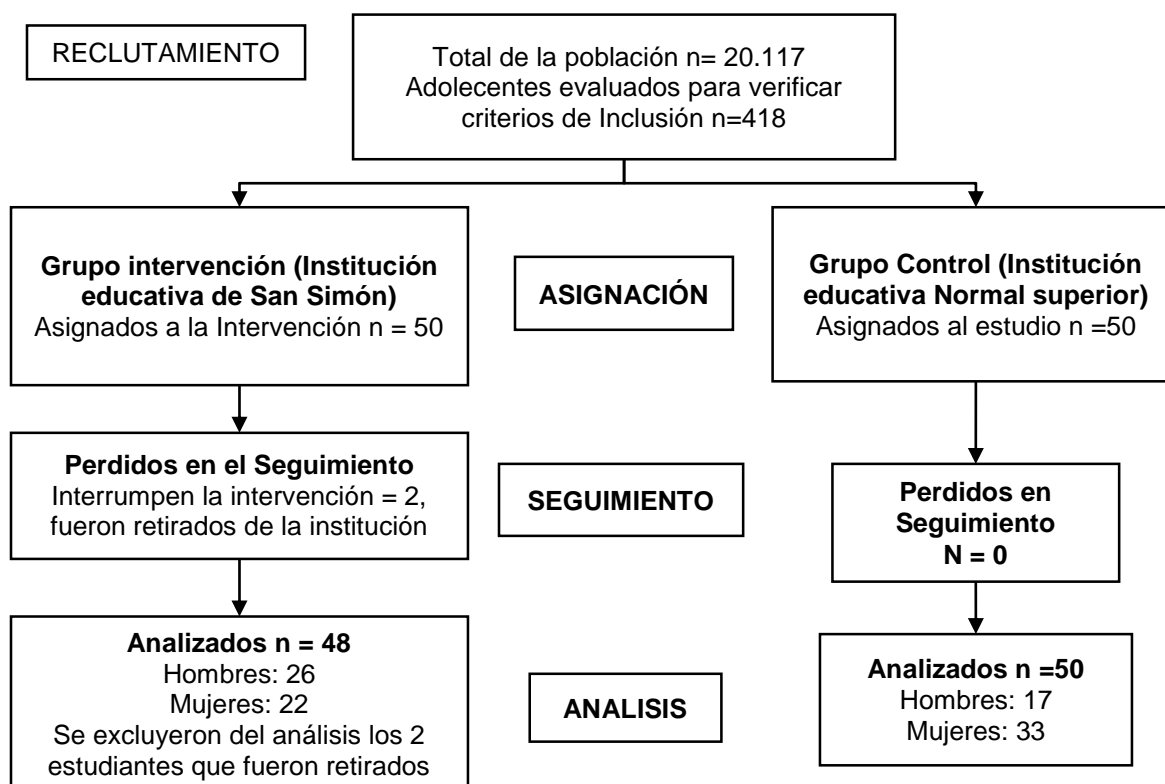 RECLUTAMIENTO
Total de la población n= 20.117
Adolecentes evaluados para verificar
criterios de Inclusión n=418
Grupo intervención (Institución
educativa de San Simón)
Asignados a la Intervención n = 50
ASIGNACIÓN
Grupo Control (Institución
educativa Normal superior)
Asignados al estudio n =50
Perdidos en el Seguimiento
Interrumpen la intervención = 2,
fueron retirados de la institución
SEGUIMIENTO
Perdidos en
Seguimiento
N = 0
Analizados n = 48
Hombres: 26
Mujeres: 22
Se excluyeron del análisis los 2
estudiantes que fueron retirados
ANALISIS
Analizados n =50
Hombres: 17
Mujeres: 33